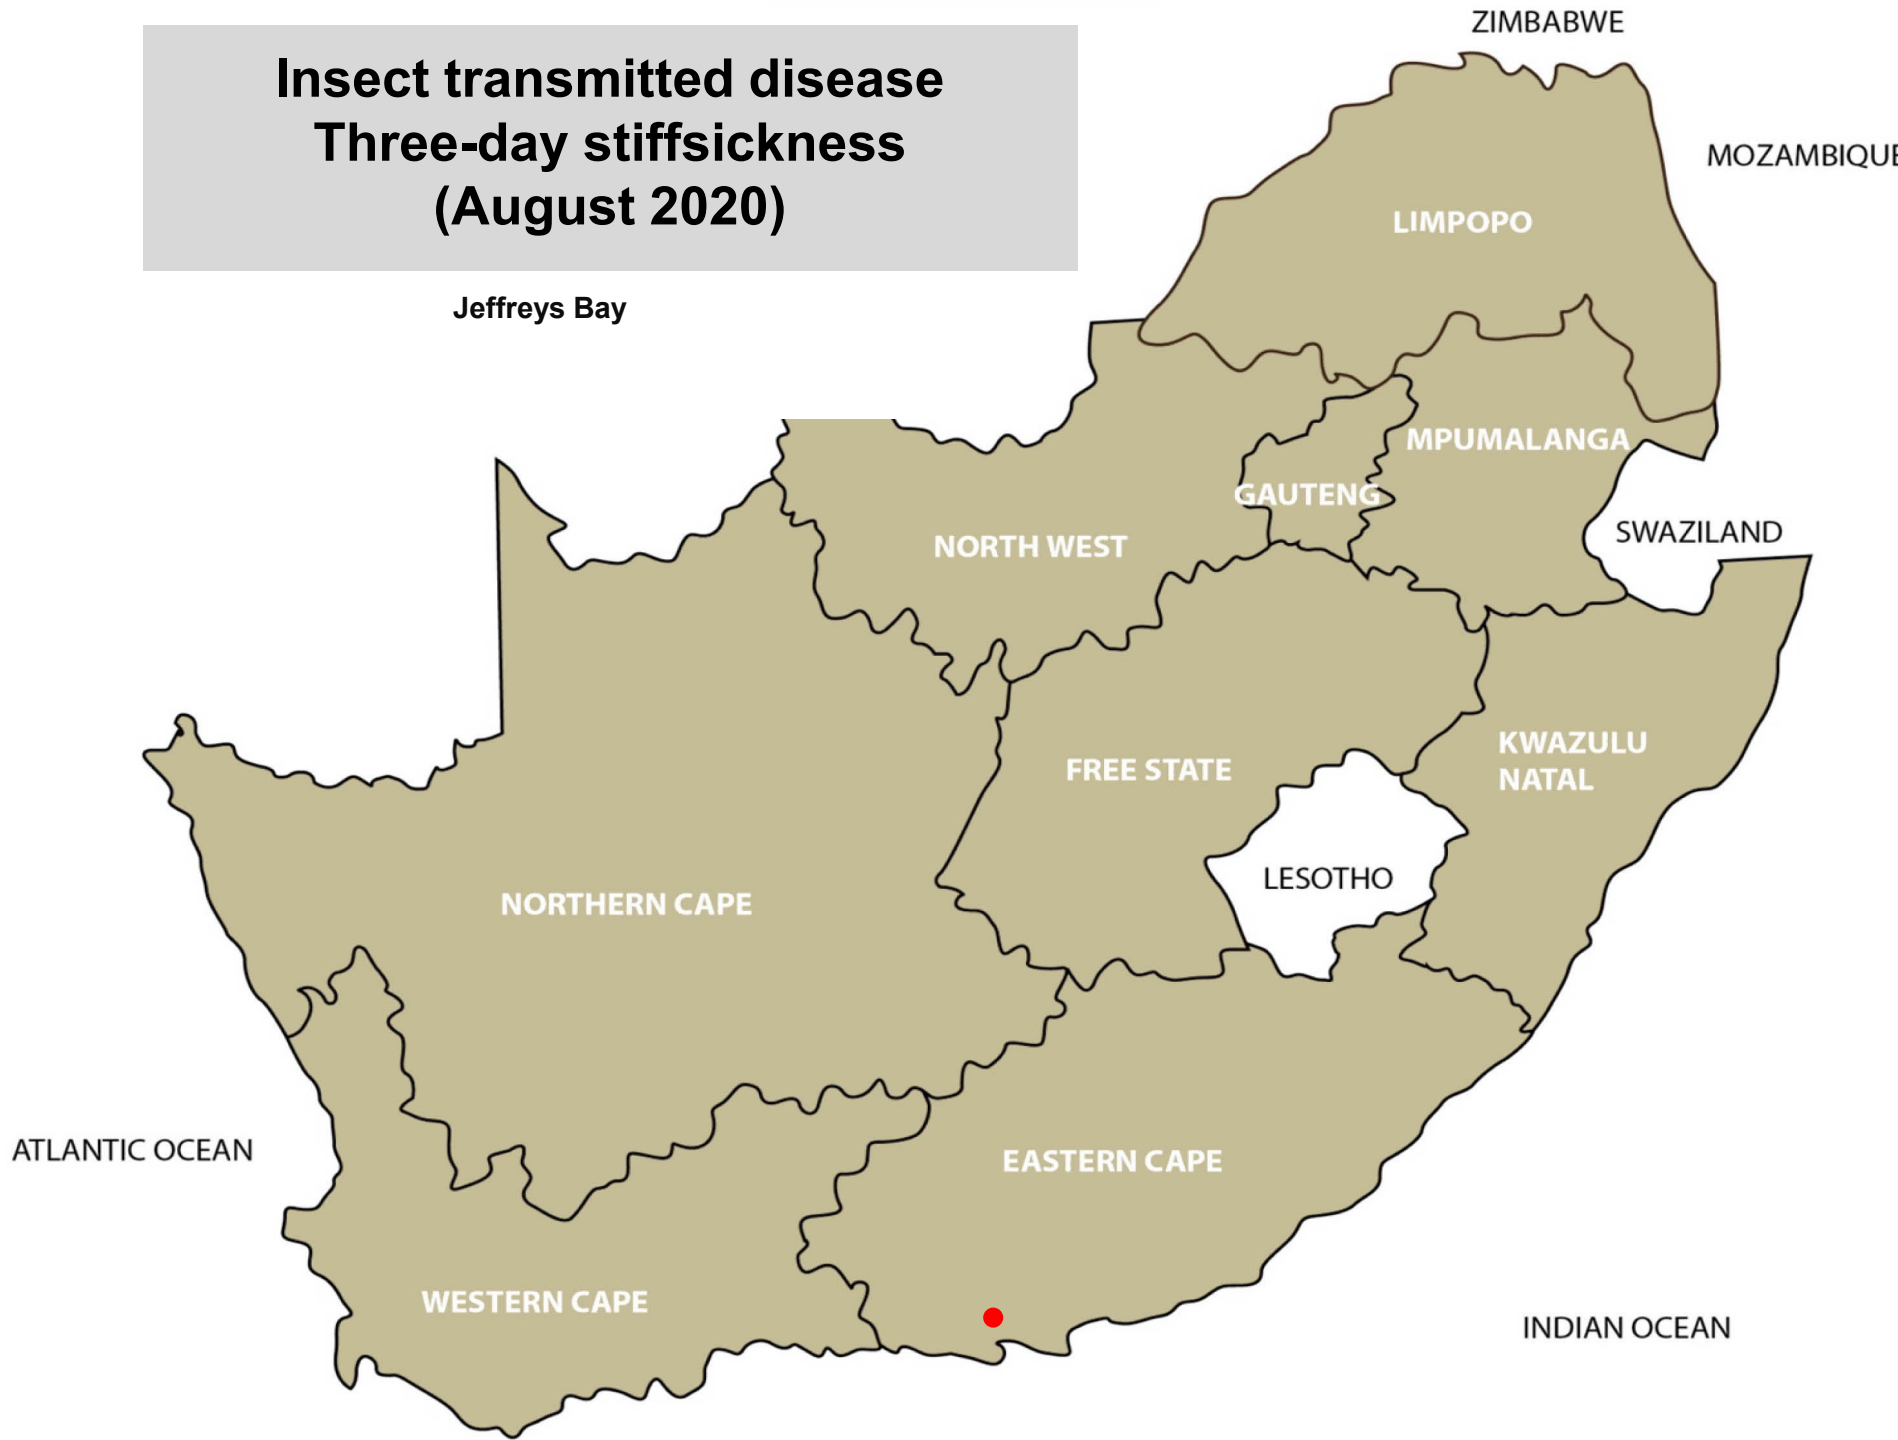 Insect transmitted disease
Three-day stiffsickness
(August 2020)
Jeffreys Bay
ZIMBABWE
MOZAMBIQUE
LIMPOPO
MPUMALANGA
GAUTENG
SWAZILAND
NORTH WEST
KWAZULU
NATAL
FREE STATE
LESOTHO
NORTHERN CAPE
ATLANTIC OCEAN
EASTERN CAPE
WESTERN CAPE
INDIAN OCEAN